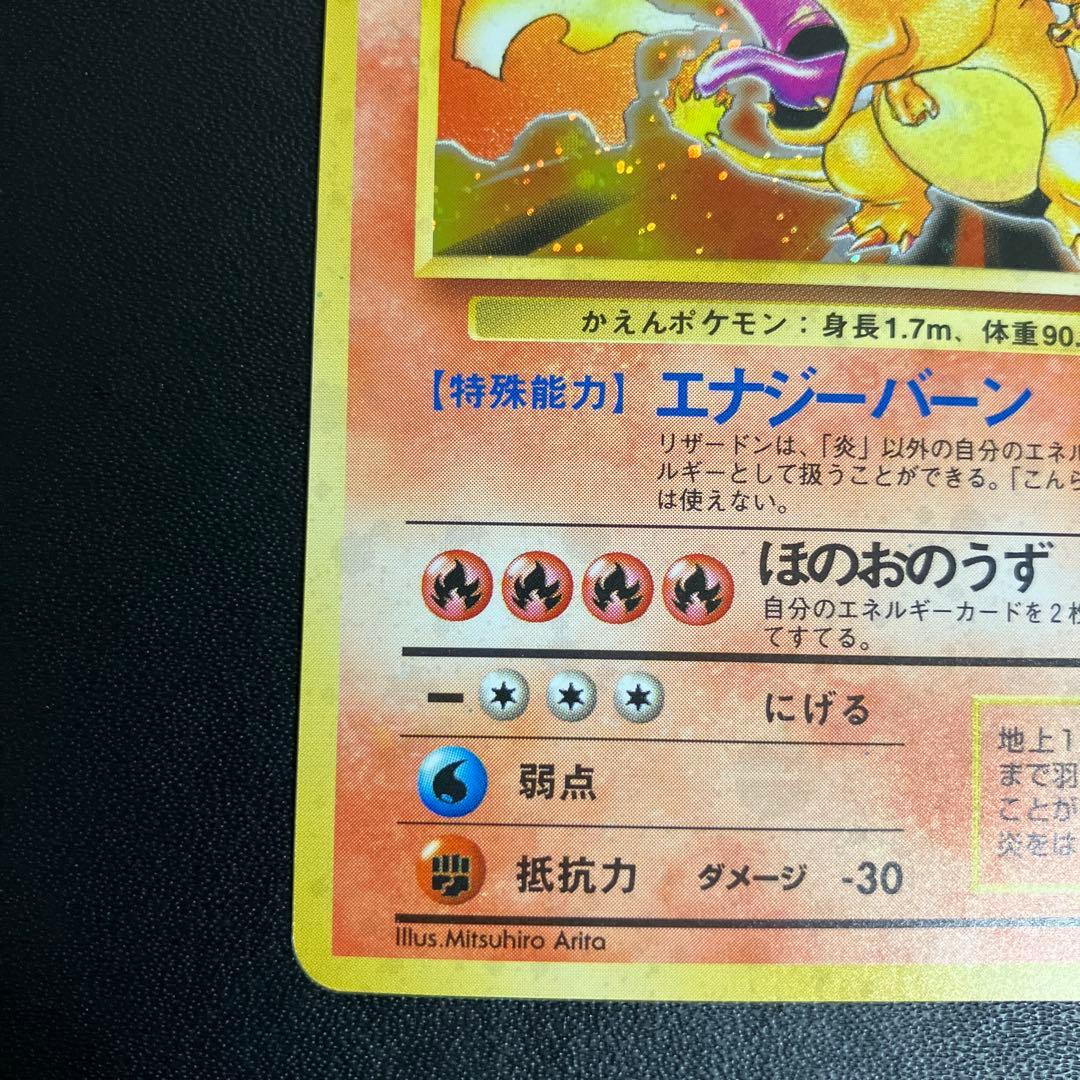 かえんポケモン：身長1.7m、体重90.
【特殊能力】エナジーバーン
リザードンは、「炎」以外の自分のエネル
ルギーとして扱うことができる。「こんら
は使えない。
ほのおのうず
自分のエネルギーカードを2枚
てすてる。
ー にげる
弱点
抵抗力 ダメージ -30
地上1
まで羽
ことが
炎をは
Illus.Mitsuhiro Arita